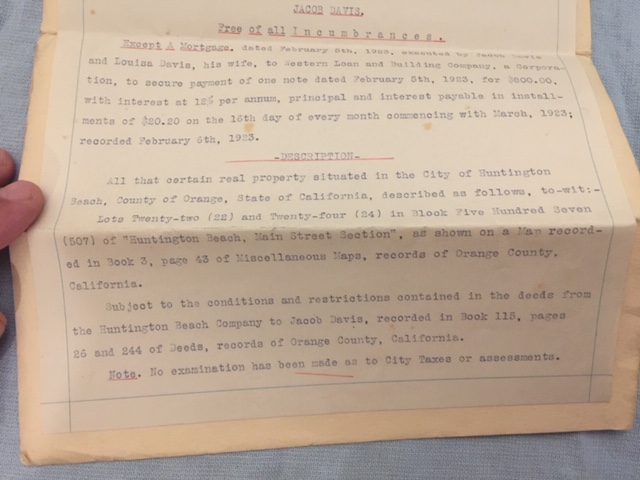 JACOB DAVIS.
Free of all Incumbrances.
Except A Mortgage, dated February 5th, 1923, executed by Jacob Davis
and Louisa Davis, his wife, to Western Loan and Building Company, a Corpora-
tion, to secure payment of one note dated February 5th, 1923, for $800.00,
with interest at 12% per annum, principal and interest payable in install-
ments of $20.20 on the 15th day of every month commencing with March, 1923;
recorded February 6th, 1923.
-DESCRIPTION-
All that certain real property situated in the City of Huntington
Beach, County of Orange, State of California, described as follows, to-wit:-
Lots Twenty-two (22) and Twenty-four (24) in Block Five Hundred Seven
(507) of "Huntington Beach, Main Street Section", as shown on a Map record-
ed in Book 3, page 43 of Miscellaneous Maps, records of Orange County,
California.
Subject to the conditions and restrictions contained in the deeds from
the Huntington Beach Company to Jacob Davis, recorded in Book 115, pages
26 and 244 of Deeds, records of Orange County, California.
Note. No examination has been made as to City Taxes or assessments.